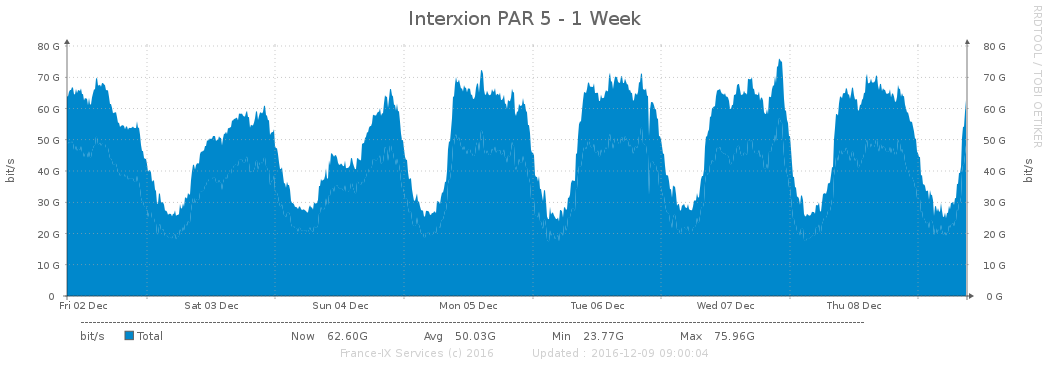 Interxion PAR 5 - 1 Week
RRDTOOL / TOBI OETIKER
80 G 80 G
70 G 70 G
60 G 60 G
50 G 50 G
40 G 40 G
30 G 30 G
20 G 20 G
10 G 10 G
0 0 G
bit/s
bit/s
Fri 02 Dec Sat 03 Dec Sun 04 Dec Mon 05 Dec Tue 06 Dec Wed 07 Dec Thu 08 Dec
bit/s Total Now 62.60G Avg 50.03G Min 23.77G Max 75.96G
France-IX Services (c) 2016 Updated : 2016-12-09 09:00:04